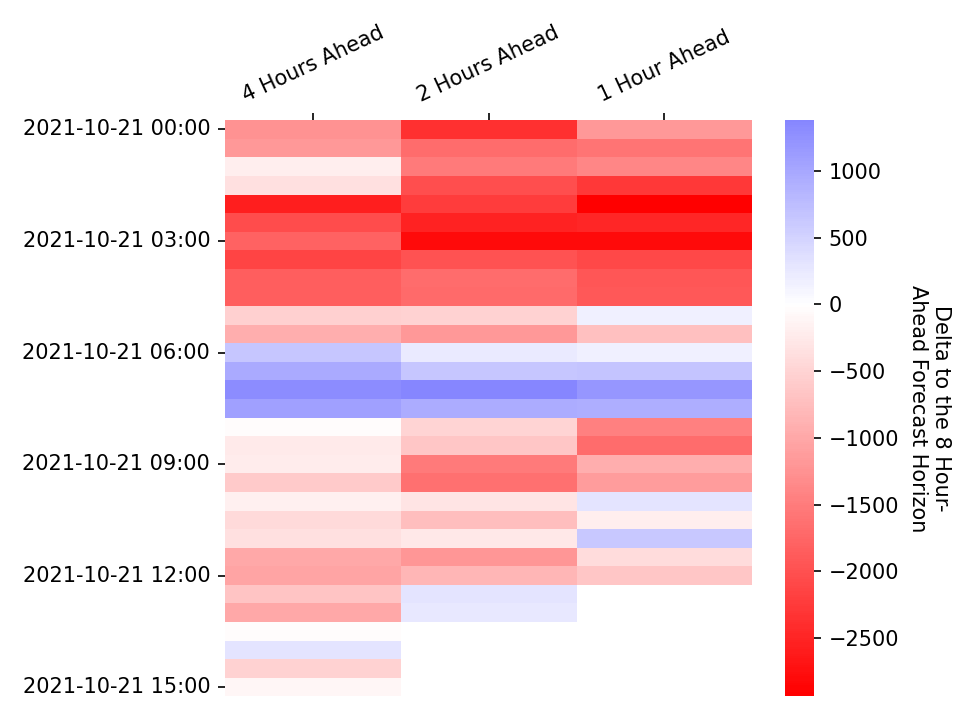 4 Hours Ahead
2 Hours Ahead
1 Hour Ahead
2021-10-21 00:00
2021-10-21 03:00
2021-10-21 06:00
2021-10-21 09:00
2021-10-21 12:00
2021-10-21 15:00
1000
500
0
−500
−1000
−1500
−2000
−2500
Delta to the 8 Hour-
Ahead Forecast Horizon